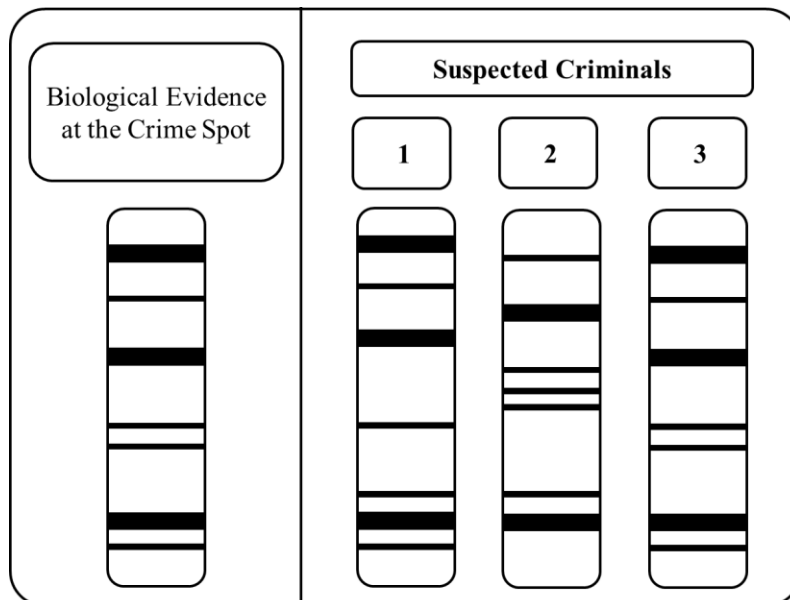 Biological Evidence
at the Crime Spot
Suspected Criminals
1
2
3